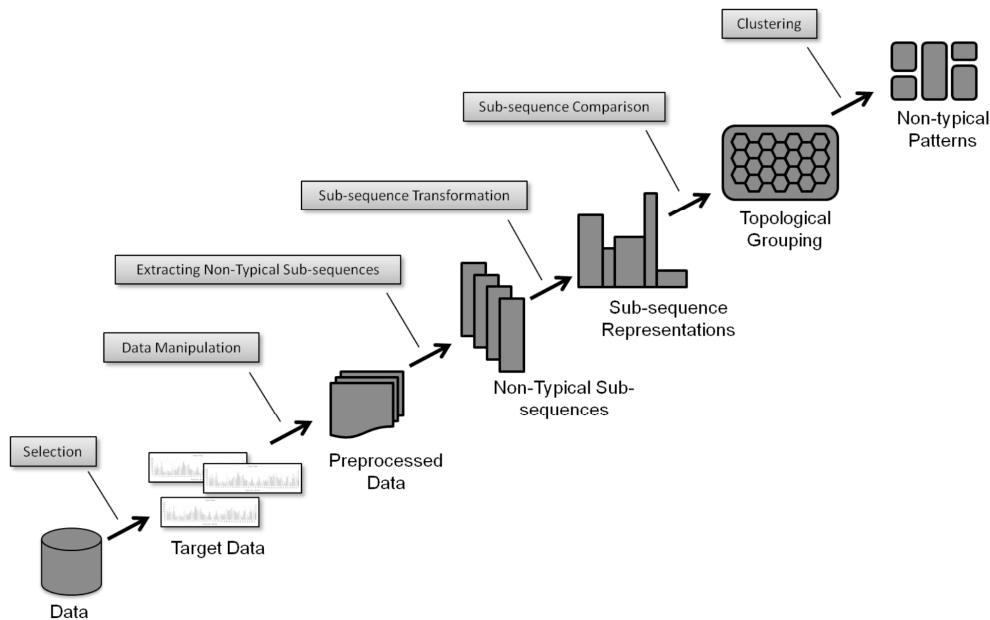 Clustering
Non-typical
Patterns
Sub-sequence Comparison
Topological
Grouping
Sub-sequence Transformation
Sub-sequence
Representations
Extracting Non-Typical Sub-sequences
Non-Typical Sub-
sequences
Data Manipulation
Preprocessed
Data
Selection
Target Data
Data